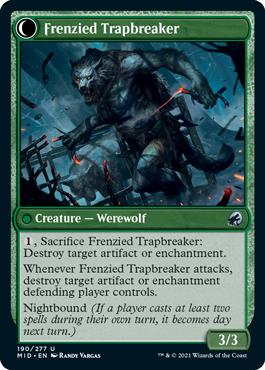 Frenzied Trapbreaker
Creature — Werewolf
1, Sacrifice Frenzied Trapbreaker:
Destroy target artifact or enchantment.
Whenever Frenzied Trapbreaker attacks,
destroy target artifact or enchantment
defending player controls.
Nightbound (If a player casts at least two
spells during their own turn, it becomes day
next turn.)
3/3
190/277 U
MID • EN RANDY VARGAS
™ & © 2021 Wizards of the Coast